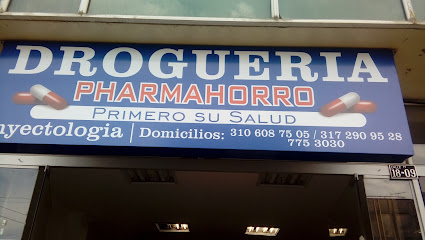 DROGUERIA
PHARMAHORRO
PRIMERO SU SALUD
nyectologia | Domicilios: 310 608 75 05 / 317 290 95 28
775 3030
18-09